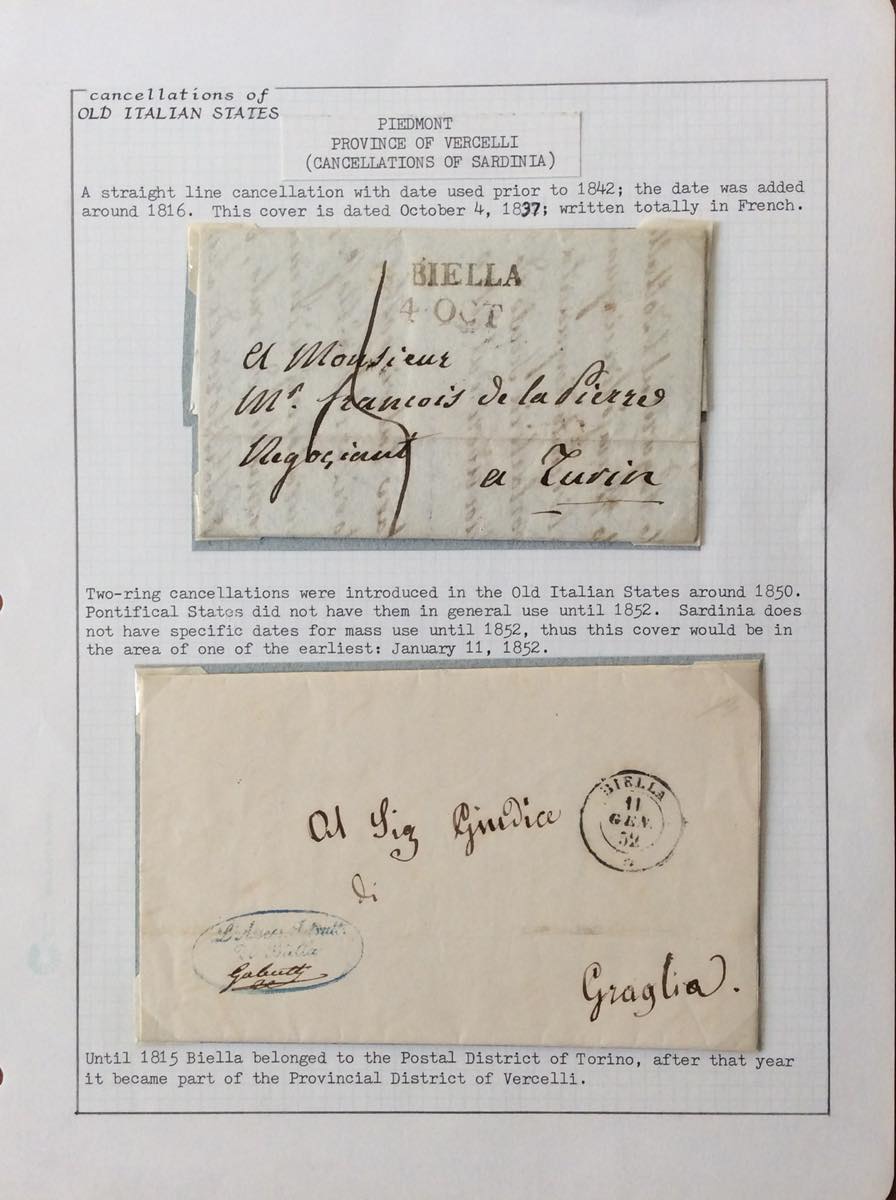 cancellations of
OLD ITALIAN STATES
PIEDMONT
PROVINCE OF VERCELLI
(CANCELLATIONS OF SARDINIA)
A straight line cancellation with date used prior to 1842; the date was added
around 1816. This cover is dated October 4, 1837; written totally in French.
BIELLA
4 OCT
A Monsieur
Mr. francois de la Pierre
Negoçiant
a Turin
Two-ring cancellations were introduced in the Old Italian States around 1850.
Pontifical States did not have them in general use until 1852. Sardinia does
not have specific dates for mass use until 1852, thus this cover would be in
the area of one of the earliest: January 11, 1852.
BIELLA
11
GEN
52
Al Sig Giudice
di
di Biella
Graglia.
Until 1815 Biella belonged to the Postal District of Torino, after that year
it became part of the Provincial District of Vercelli.